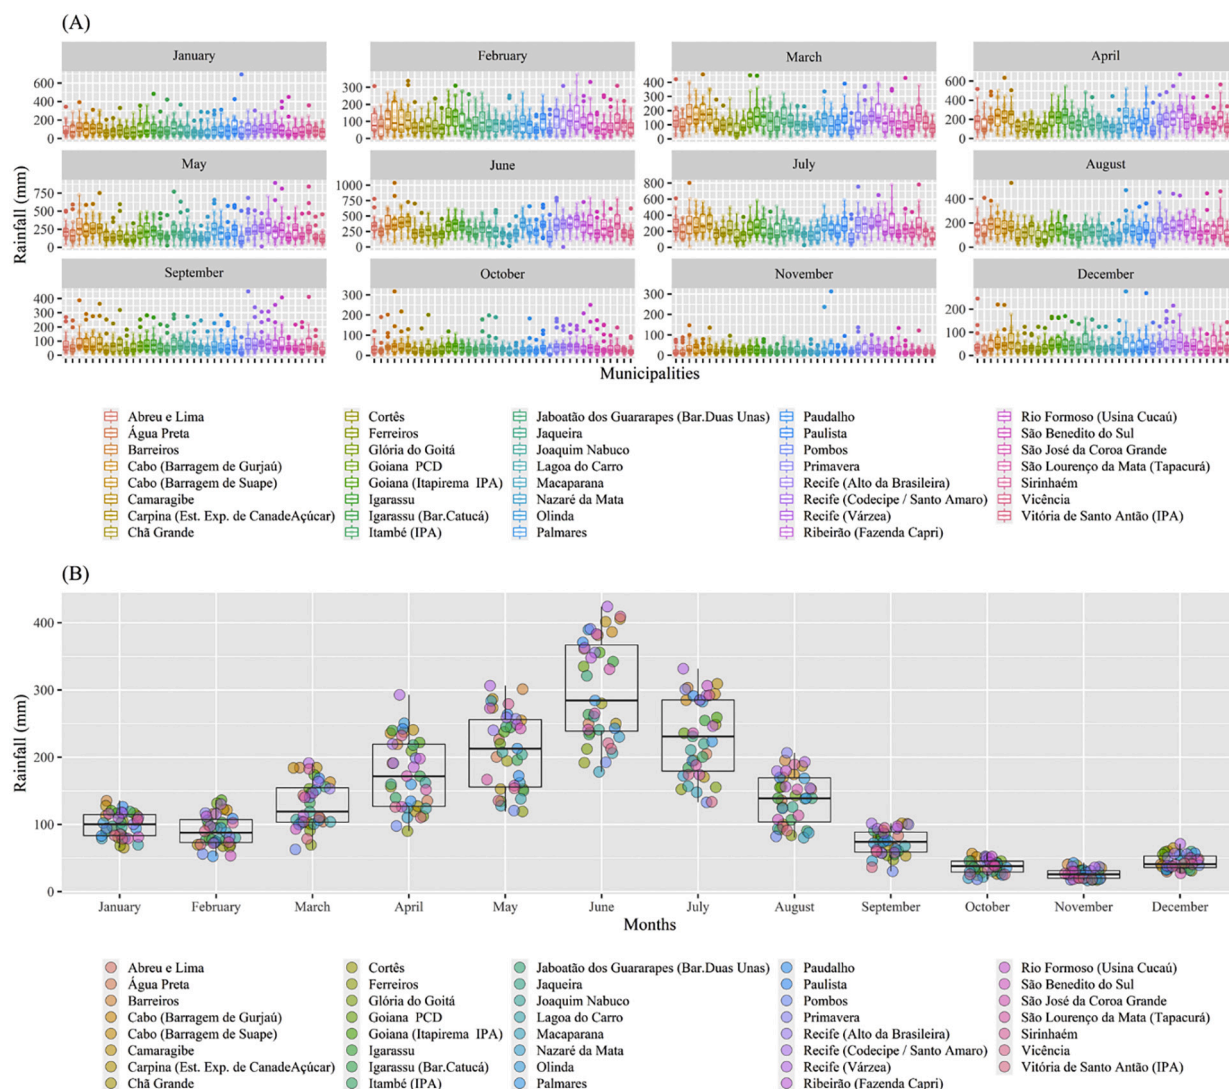 (A)
January February March April
600 400 200 0
300 200 100 0
400 300 200 100 0
600 400 200 0
May June July August
750 500 250 0
1000 750 500 250 0
800 600 400 200 0
400 200 0
September October November December
400 300 200 100 0
300 200 100 0
300 200 100 0
200 100 0
Rainfall (mm)
Municipalities
Abreu e Lima Cortês Jaboatão dos Guararapes (Bar.Duas Unas) Paudalho Rio Formoso (Usina Cucaú)
Água Preta Ferreiros Jaqueira Paulista São Benedito do Sul
Barreiros Glória do Goitá Joaquim Nabuco Pombos São José da Coroa Grande
Cabo (Barragem de Gurjaú) Goiana PCD Lagoa do Carro Primavera São Lourenço da Mata (Tapacurá)
Cabo (Barragem de Suape) Goiana (Itapirema IPA) Macaparana Recife (Alto da Brasileira) Sirinhaém
Camaragibe Igarassu Nazaré da Mata Recife (Codecipe / Santo Amaro) Vicência
Carpina (Est. Exp. de CanadeAçúcar) Igarassu (Bar.Catucá) Olinda Recife (Várzea) Vitória de Santo Antão (IPA)
Chã Grande Itambé (IPA) Palmares Ribeirão (Fazenda Capri)
(B)
400
300
200
100
0
Rainfall (mm)
January February March April May June July August September October November December
Months
Abreu e Lima Cortês Jaboatão dos Guararapes (Bar.Duas Unas) Paudalho Rio Formoso (Usina Cucaú)
Água Preta Ferreiros Jaqueira Paulista São Benedito do Sul
Barreiros Glória do Goitá Joaquim Nabuco Pombos São José da Coroa Grande
Cabo (Barragem de Gurjaú) Goiana PCD Lagoa do Carro Primavera São Lourenço da Mata (Tapacurá)
Cabo (Barragem de Suape) Goiana (Itapirema IPA) Macaparana Recife (Alto da Brasileira) Sirinhaém
Camaragibe Igarassu Nazaré da Mata Recife (Codecipe / Santo Amaro) Vicência
Carpina (Est. Exp. de CanadeAçúcar) Igarassu (Bar.Catucá) Olinda Recife (Várzea) Vitória de Santo Antão (IPA)
Chã Grande Itambé (IPA) Palmares Ribeirão (Fazenda Capri)